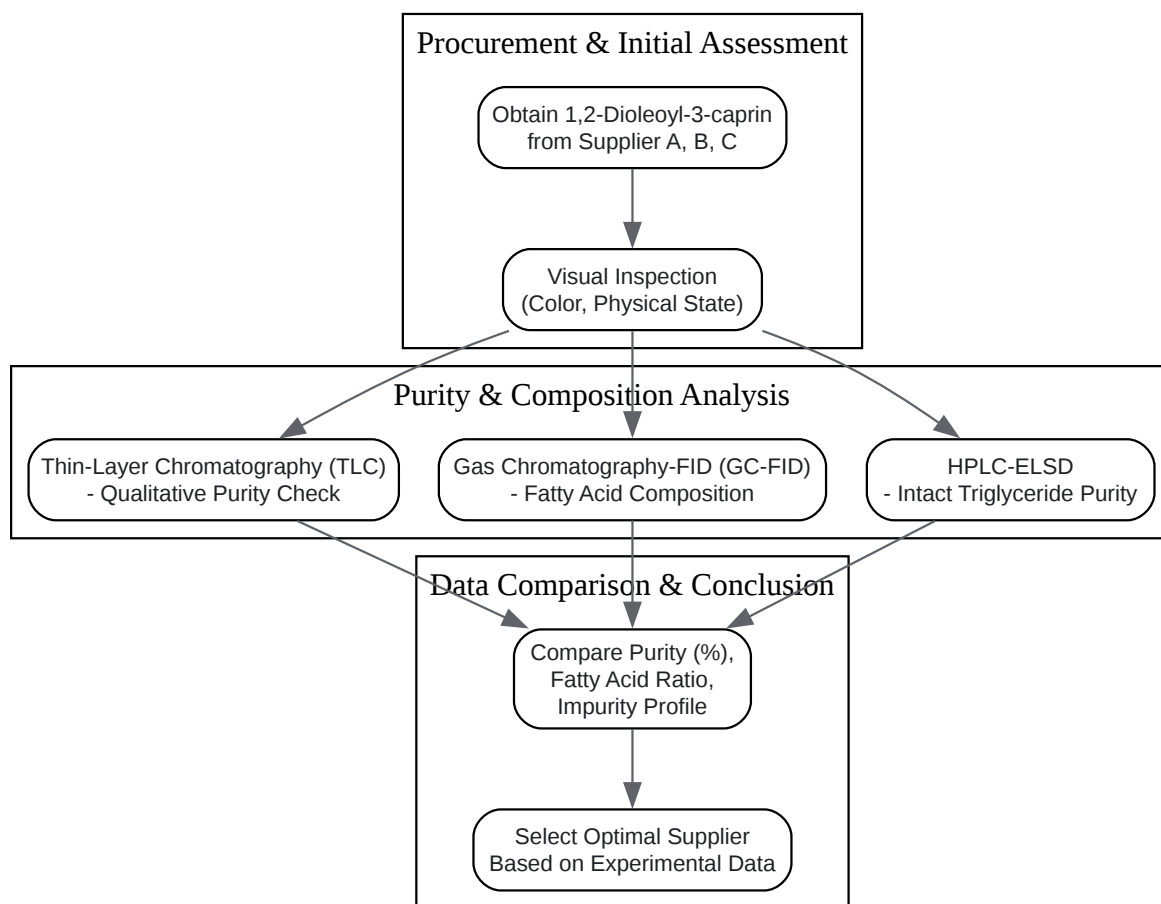 Procurement & Initial Assessment
Obtain 1,2-Dioleoyl-3-caprin
from Supplier A, B, C
Visual Inspection
(Color, Physical State)
Purity & Composition Analysis
Thin-Layer Chromatography (TLC)
- Qualitative Purity Check
Gas Chromatography-FID (GC-FID)
- Fatty Acid Composition
HPLC-ELSD
- Intact Triglyceride Purity
Data Comparison & Conclusion
Compare Purity (%),
Fatty Acid Ratio,
Impurity Profile
Select Optimal Supplier
Based on Experimental Data